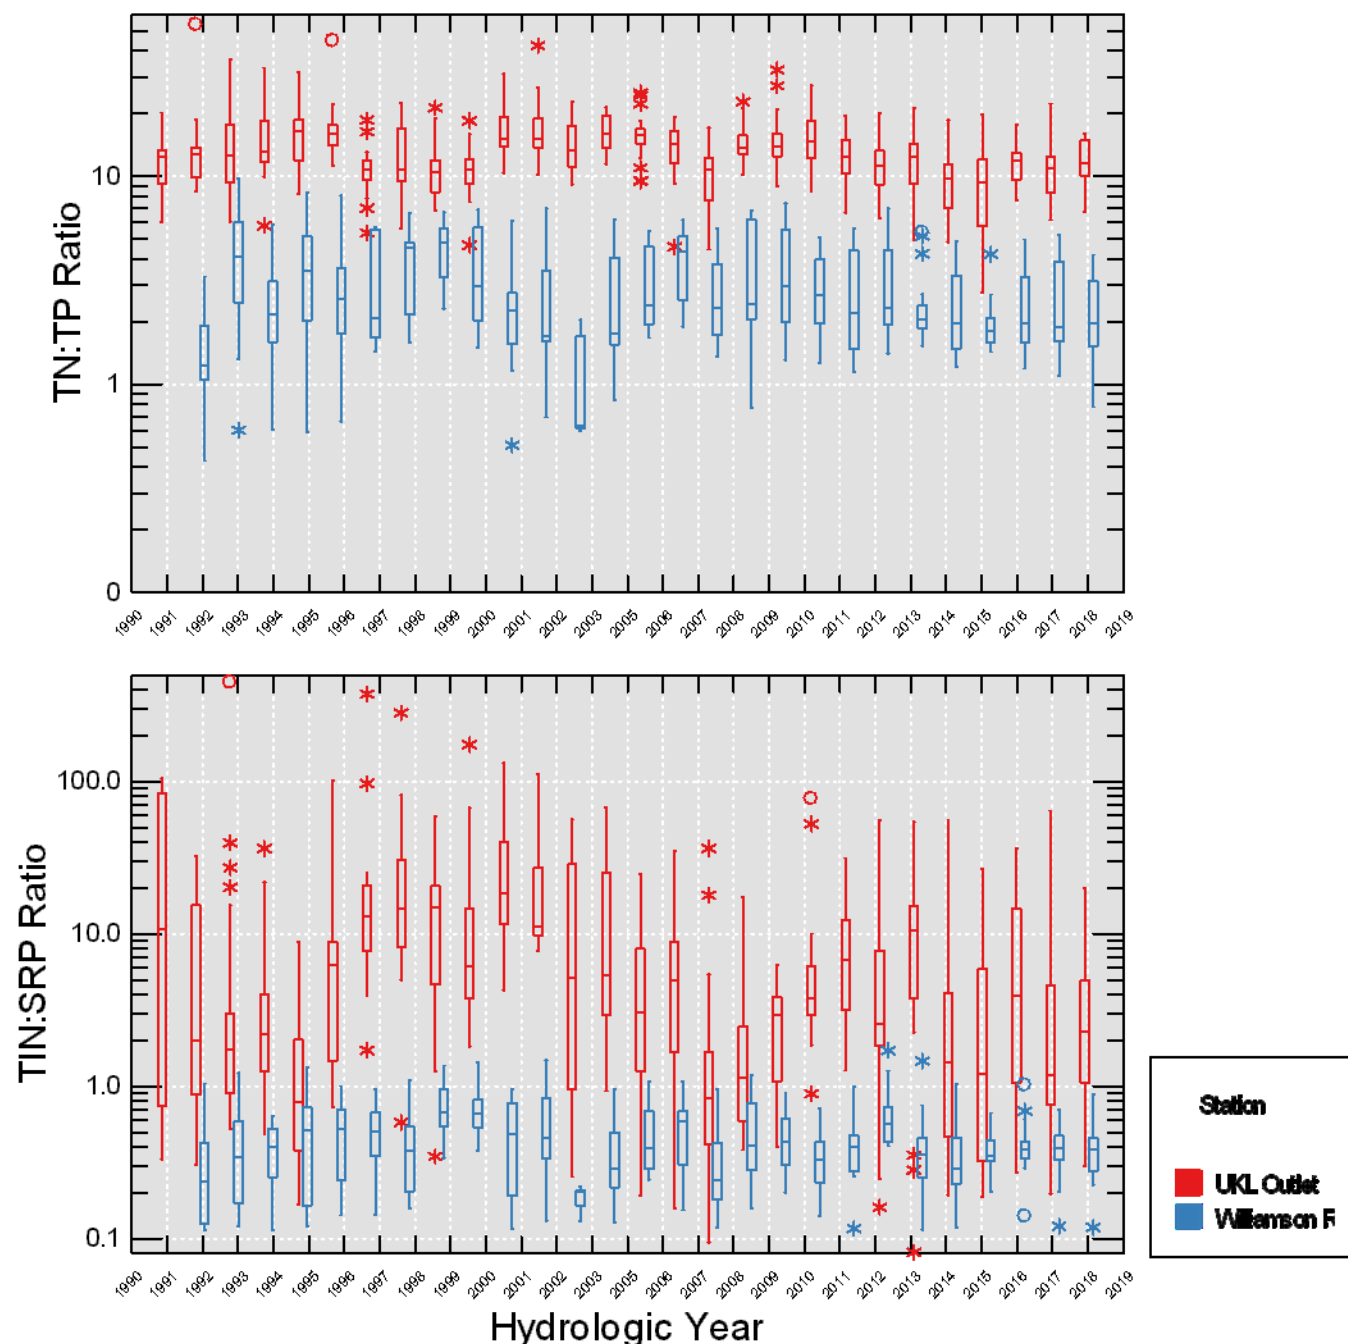 TN:TP Ratio
10
1
0
1990 1991 1992 1993 1994 1995 1996 1997 1998 1999 2000 2001 2002 2003 2005 2006 2007 2008 2009 2010 2011 2012 2013 2014 2015 2016 2017 2018 2019
TIN:SRP Ratio
100.0
10.0
1.0
0.1
1990 1991 1992 1993 1994 1995 1996 1997 1998 1999 2000 2001 2002 2003 2005 2006 2007 2008 2009 2010 2011 2012 2013 2014 2015 2016 2017 2018 2019
Hydrologic Year
Station
UKL Outlet
Williamson R